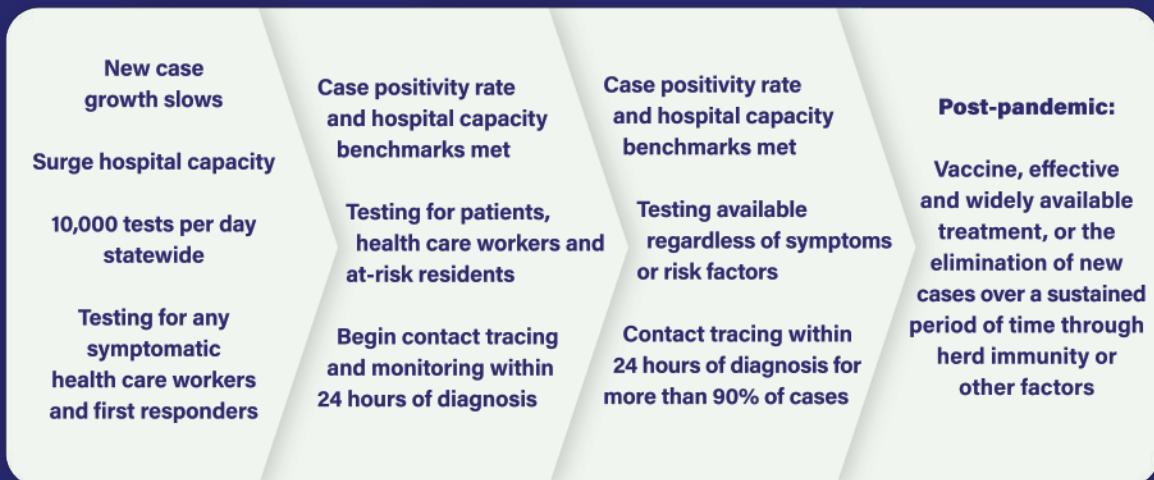 New case
growth slows
Surge hospital capacity
10,000 tests per day
statewide
Testing for any
symptomatic
health care workers
and first responders
Case positivity rate
and hospital capacity
benchmarks met
Testing for patients,
health care workers and
at-risk residents
Begin contact tracing
and monitoring within
24 hours of diagnosis
Case positivity rate
and hospital capacity
benchmarks met
Testing available
regardless of symptoms
or risk factors
Contact tracing within
24 hours of diagnosis for
more than 90% of cases
Post-pandemic:
Vaccine, effective
and widely available
treatment, or the
elimination of new
cases over a sustained
period of time through
herd immunity or
other factors